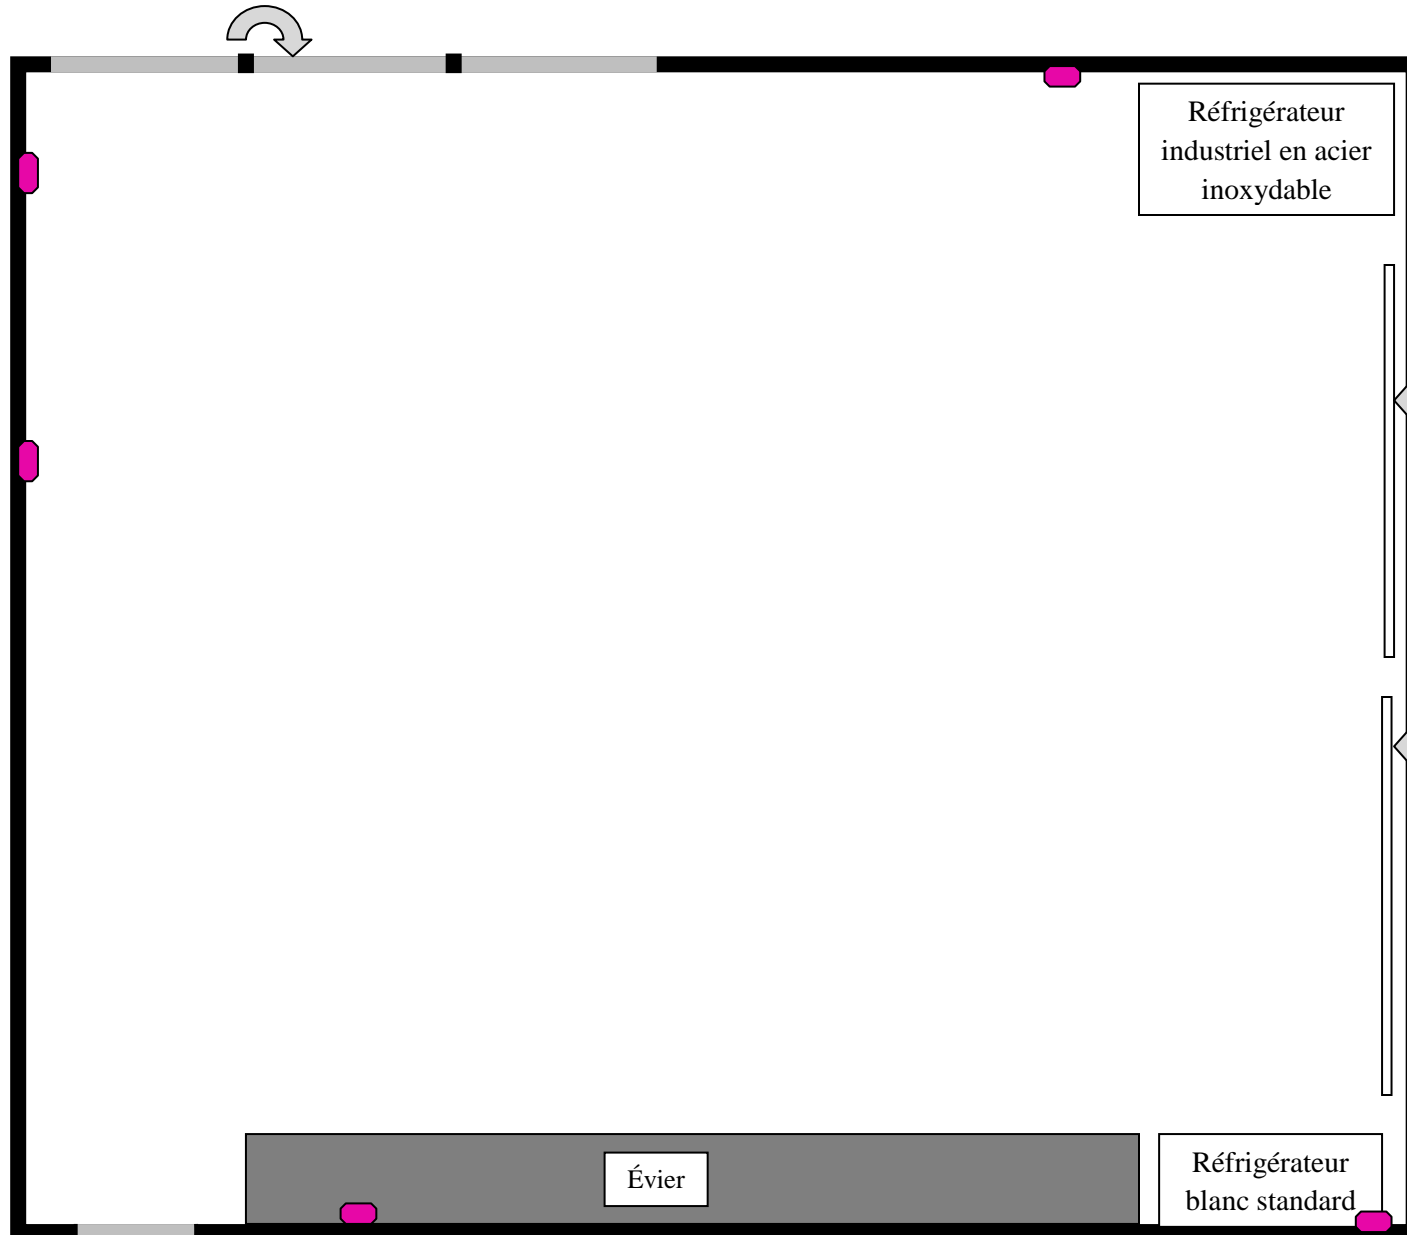 Réfrigérateur
industriel en acier
inoxydable
Évier
Réfrigérateur
blanc standard